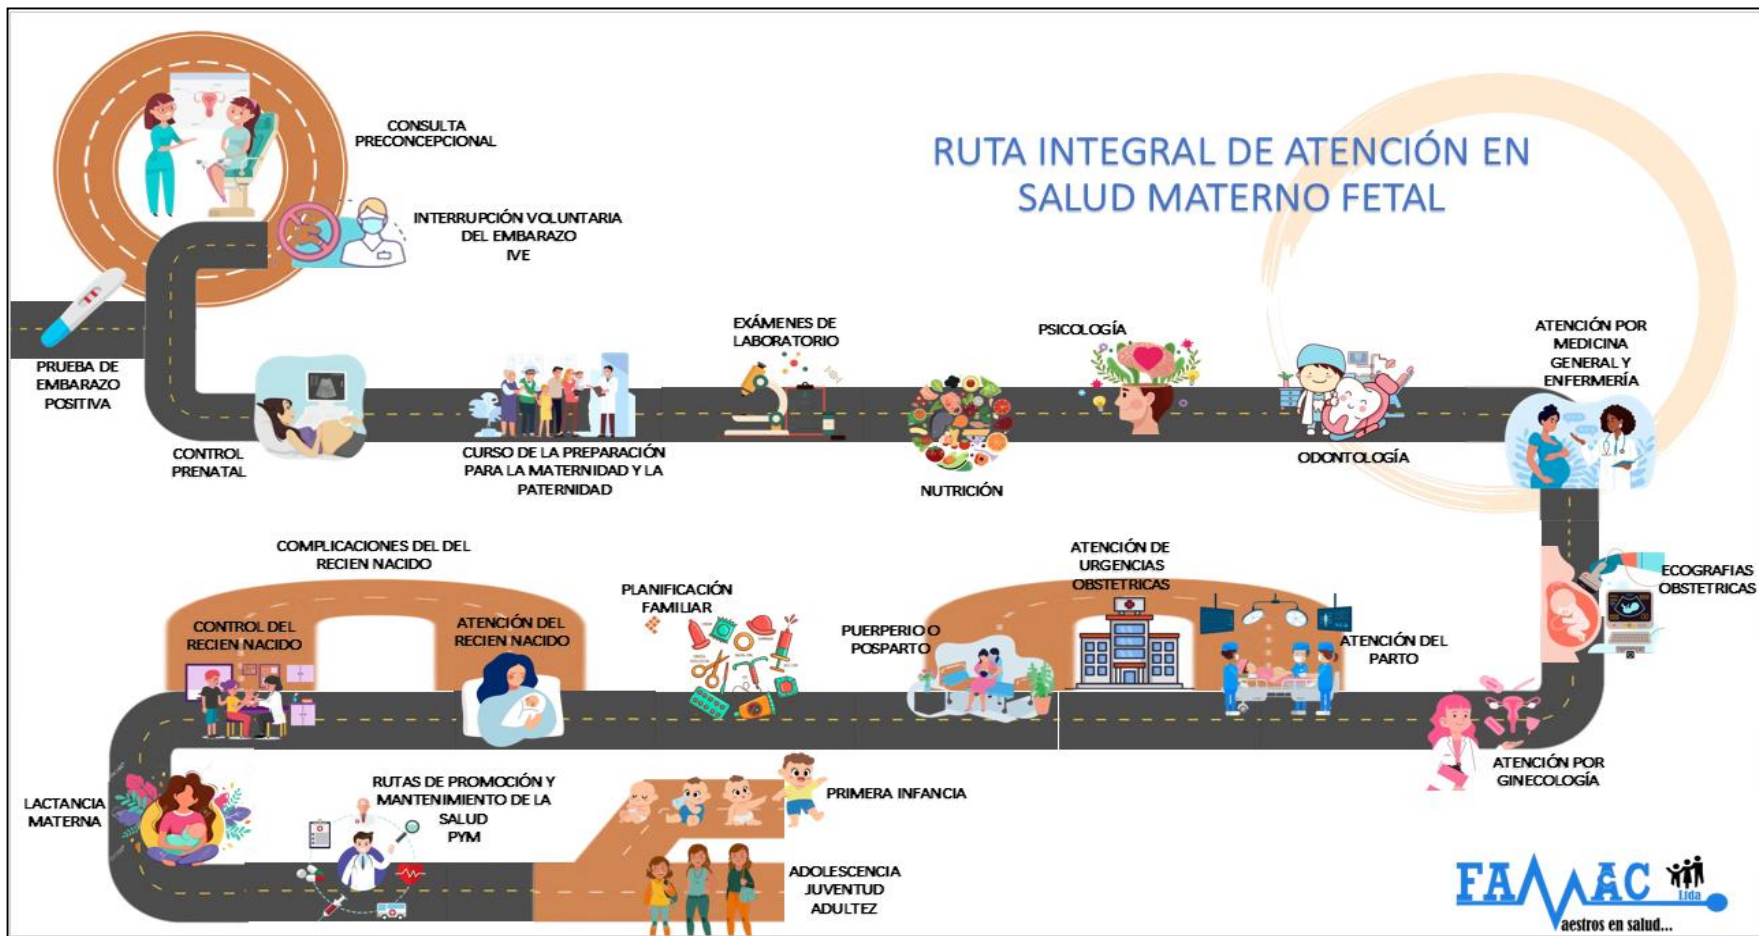 RUTA INTEGRAL DE ATENCIÓN EN
SALUD MATERNO FETAL
CONSULTA
PRECONCEPCIONAL
INTERRUPCIÓN VOLUNTARIA
DEL EMBARAZO
IVE
PRUEBA DE
EMBARAZO
POSITIVA
CONTROL
PRENATAL
CURSO DE LA PREPARACIÓN
PARA LA MATERNIDAD Y LA
PATERNIDAD
EXÁMENES DE
LABORATORIO
NUTRICIÓN
PSICOLOGÍA
ODONTOLOGÍA
ATENCIÓN POR
MEDICINA
GENERAL Y
ENFERMERÍA
ECOGRAFIAS
OBSTETRICAS
ATENCIÓN POR
GINECOLOGÍA
ATENCIÓN DEL
PARTO
ATENCIÓN DE
URGENCIAS
OBSTETRICAS
PUERPERIO O
POSPARTO
PLANIFICACIÓN
FAMILIAR
ATENCIÓN DEL
RECIEN NACIDO
COMPLICACIONES DEL DEL
RECIEN NACIDO
CONTROL DEL
RECIEN NACIDO
LACTANCIA
MATERNA
RUTAS DE PROMOCIÓN Y
MANTENIMIENTO DE LA
SALUD
PYM
PRIMERA INFANCIA
ADOLESCENCIA
JUVENTUD
ADULTEZ
FAMAC
Ltda
Maestros en salud...